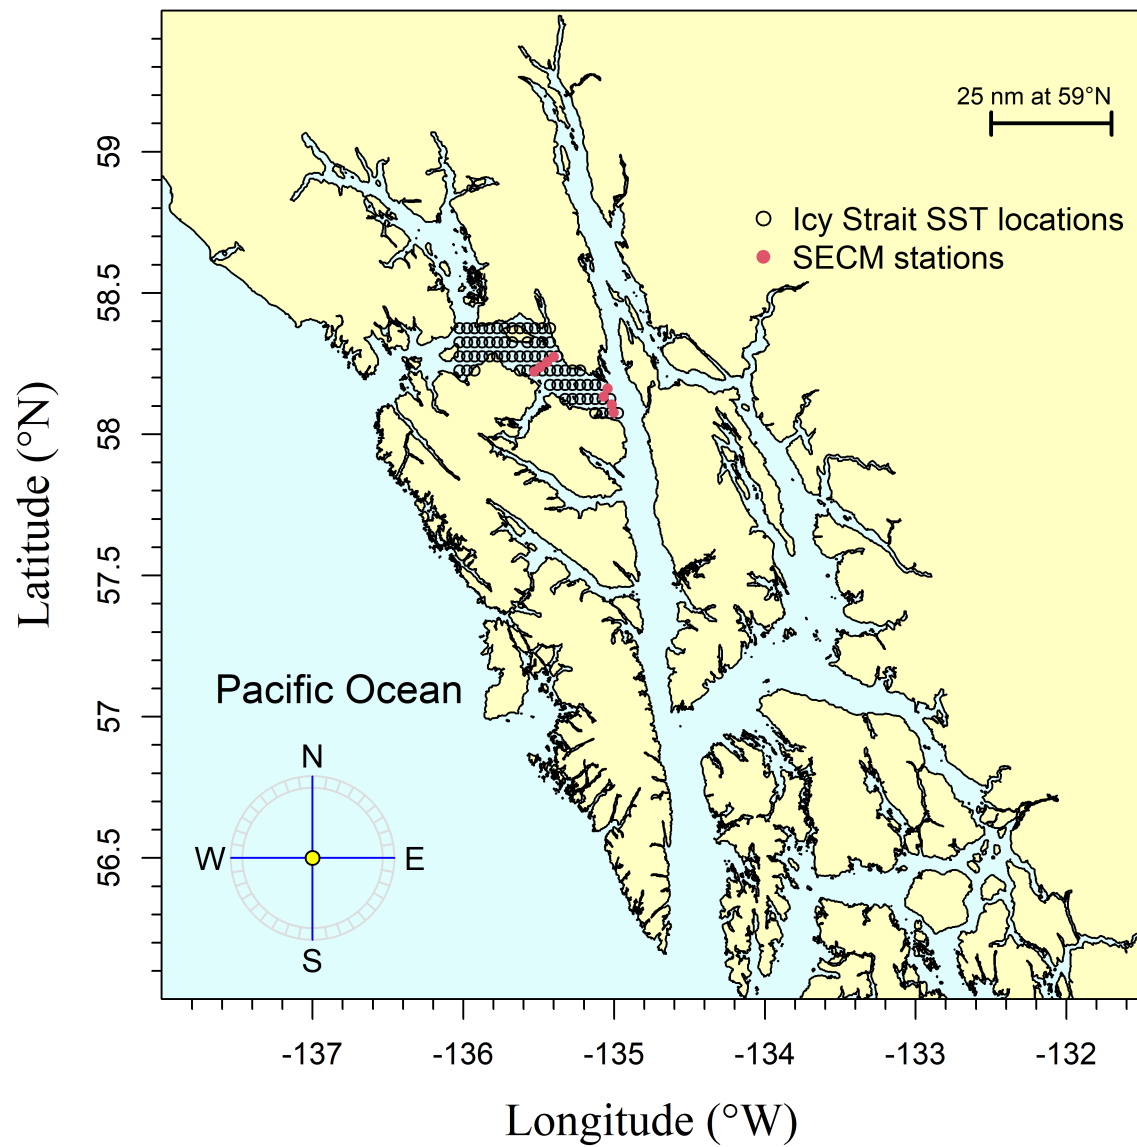 25 nm at 59°N
Icy Strait SST locations
SECM stations
Pacific Ocean
N
W
E
S
59
58.5
58
57.5
57
56.5
Latitude (°N)
-137
-136
-135
-134
-133
-132
Longitude (°W)